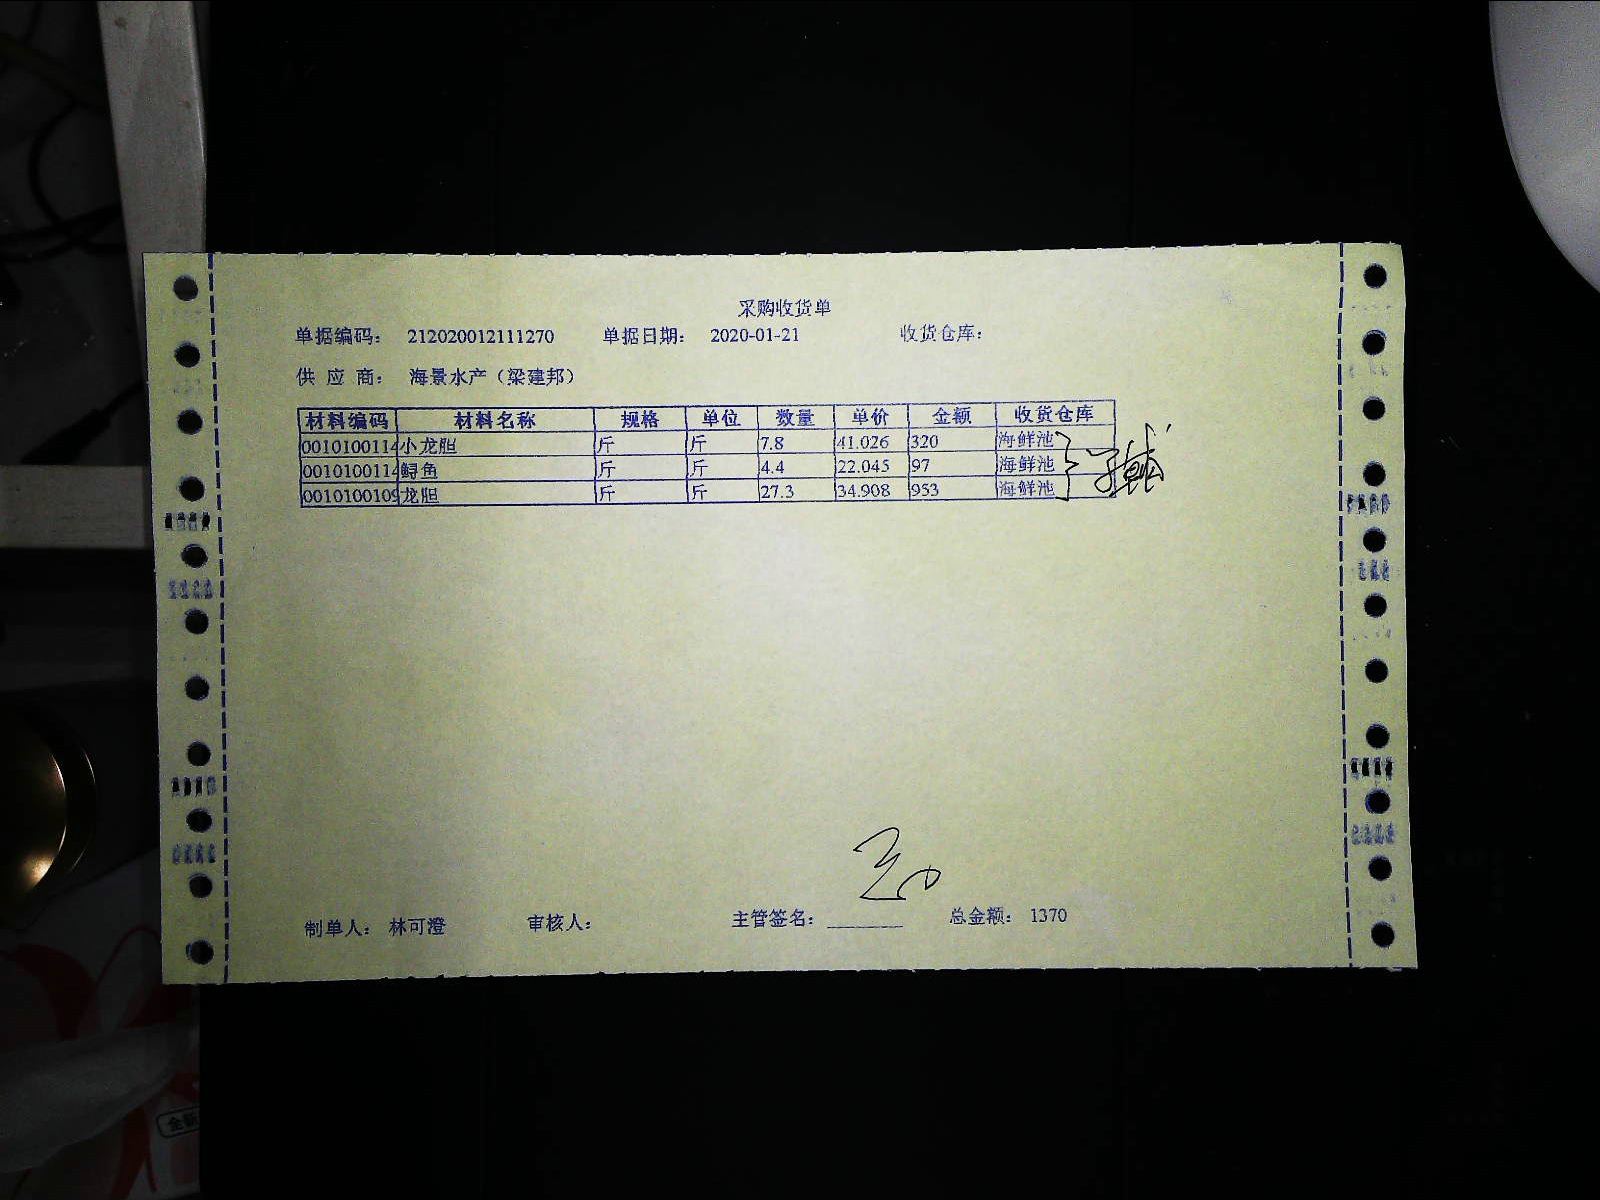 采购收货单
单据编码： 212020012111270 单据日期： 2020-01-21 收货仓库：
供 应 商： 海景水产（梁建邦）
材料编码 材料名称 规格 单位 数量 单价 金额 收货仓库
0010100114 小龙胆 斤 斤 7.8 41.026 320 海鲜池
0010100114 鲟鱼 斤 斤 4.4 22.045 97 海鲜池
0010100109 龙胆 斤 斤 27.3 34.908 953 海鲜池
制单人： 林可澄 审核人： 主管签名： 总金额： 1370